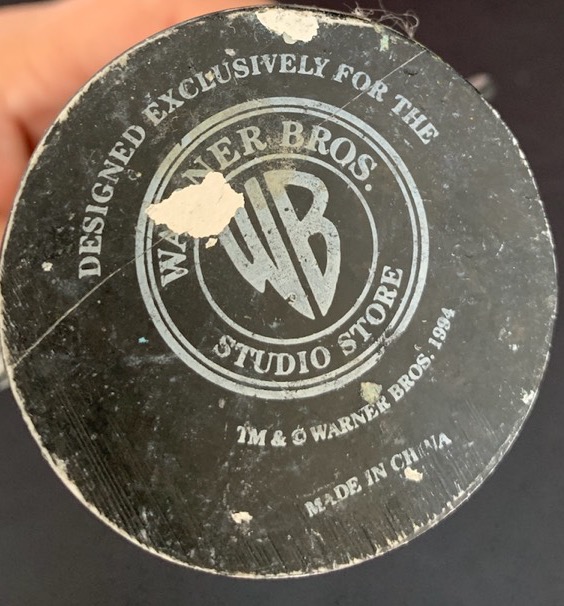 DESIGNED EXCLUSIVELY FOR THE
WARNER BROS.
WB
STUDIO STORE
TM & © WARNER BROS. 1994
MADE IN CHINA